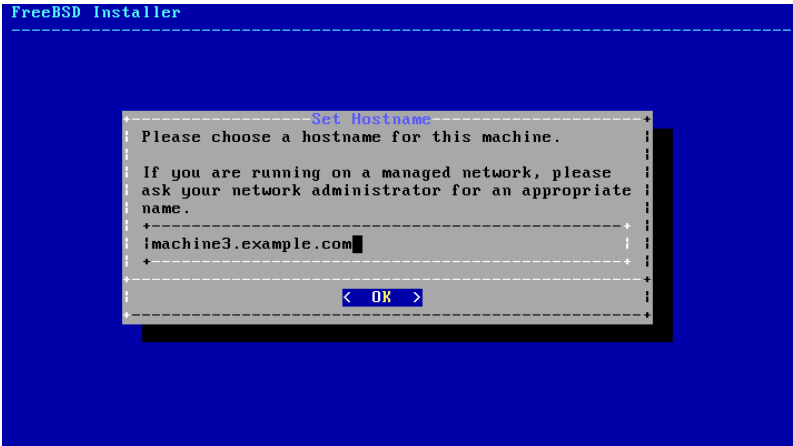 FreeBSD Installer
Set Hostname
Please choose a hostname for this machine.
If you are running on a managed network, please
ask your network administrator for an appropriate
name.
machine3.example.com
< OK >